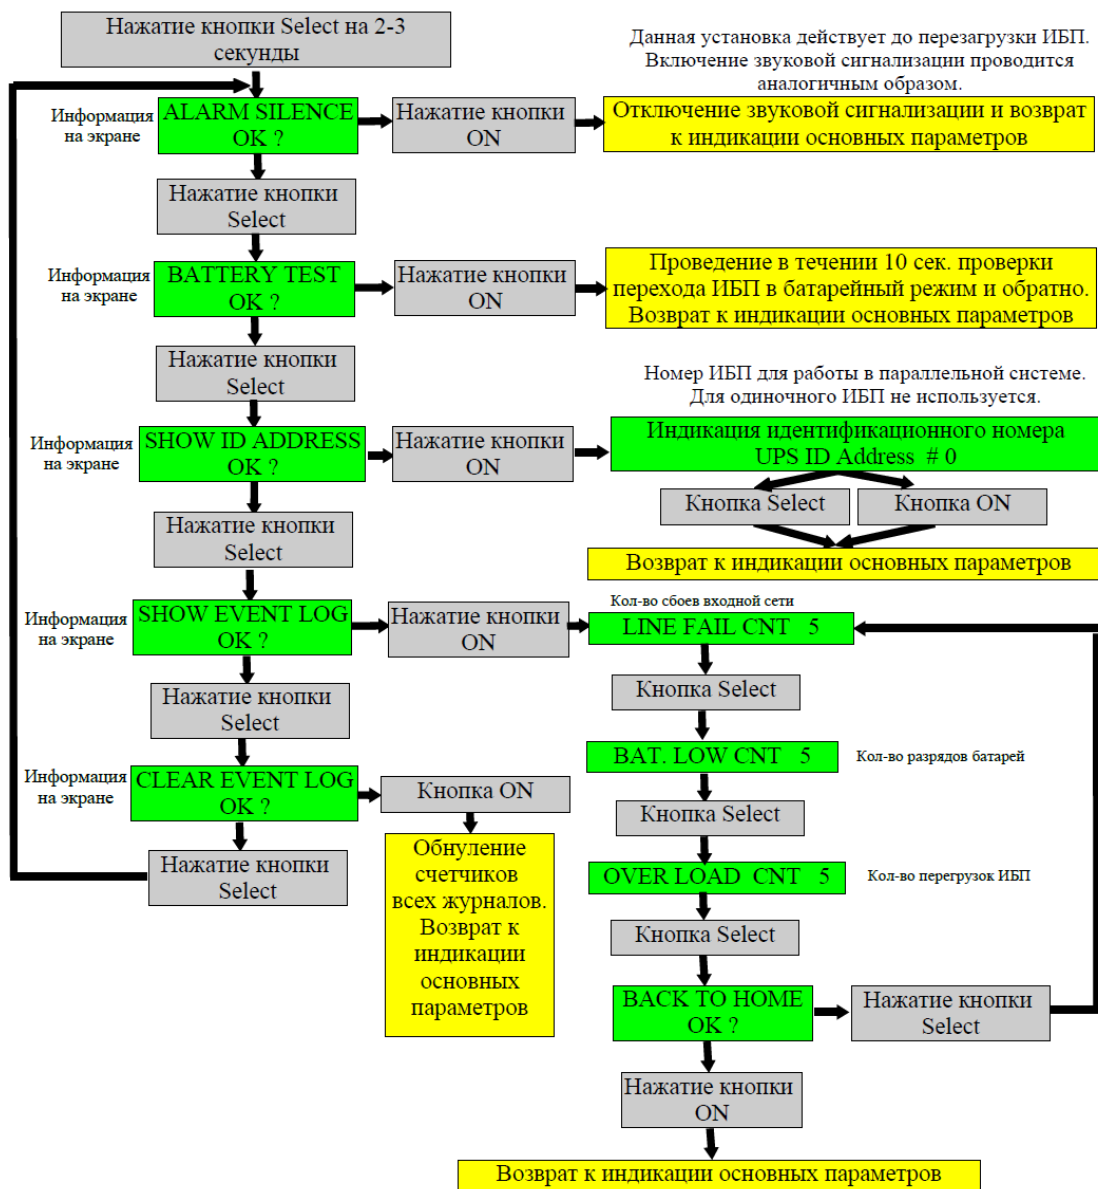 Нажатие кнопки Select на 2-3
секунды
Данная установка действует до перезагрузки ИБП.
Включение звуковой сигнализации проводится
аналогичным образом.
Информация
на экране
ALARM SILENCE
OK ?
Нажатие кнопки
ON
Отключение звуковой сигнализации и возврат
к индикации основных параметров
Нажатие кнопки
Select
Информация
на экране
BATTERY TEST
OK ?
Нажатие кнопки
ON
Проведение в течении 10 сек. проверки
перехода ИБП в батарейный режим и обратно.
Возврат к индикации основных параметров
Нажатие кнопки
Select
Номер ИБП для работы в параллельной системе.
Для одиночного ИБП не используется.
Информация
на экране
SHOW ID ADDRESS
OK ?
Нажатие кнопки
ON
Индикация идентификационного номера
UPS ID Address # 0
Кнопка Select
Кнопка ON
Нажатие кнопки
Select
Возврат к индикации основных параметров
Информация
на экране
SHOW EVENT LOG
OK ?
Нажатие кнопки
ON
Кол-во сбоев входной сети
LINE FAIL CNT 5
Кнопка Select
Нажатие кнопки
Select
BAT. LOW CNT 5
Кол-во разрядов батарей
Информация
на экране
CLEAR EVENT LOG
OK ?
Кнопка ON
Кнопка Select
Нажатие кнопки
Select
Обнуление
счетчиков
всех журналов.
Возврат к
индикации
основных
параметров
OVER LOAD CNT 5
Кол-во перегрузок ИБП
Кнопка Select
BACK TO HOME
OK ?
Нажатие кнопки
Select
Нажатие кнопки
ON
Возврат к индикации основных параметров